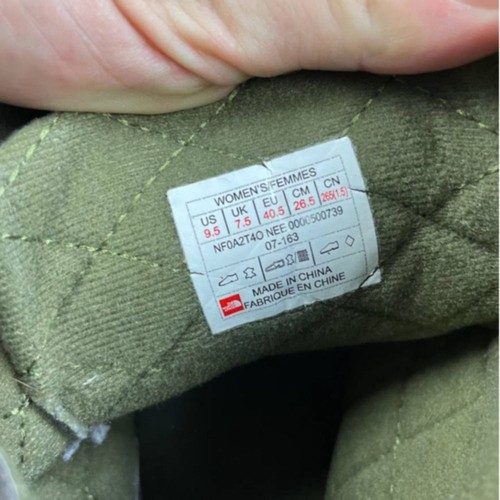 WOMEN'S/FEMMES
US UK EU CM CN
9.5 7.5 40.5 26.5 265(1.5)
NF0A2T4O NEE 0000500739
07-163
MADE IN CHINA
FABRIQUE EN CHINE